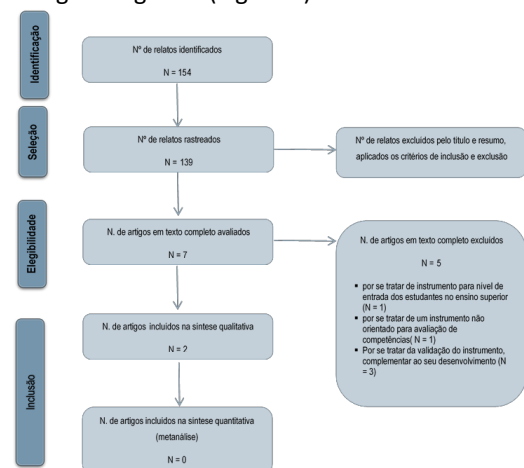 Identificação
Nº de relatos identificados
N = 154
Seleção
Nº de relatos rastreados
N = 139
Nº de relatos excluídos pelo título e resumo,
aplicados os critérios de inclusão e exclusão
Elegibilidade
N. de artigos em texto completo avaliados
N = 7
N. de artigos em texto completo excluídos
N = 5
▪ por se tratar de instrumento para nível de
entrada dos estudantes no ensino superior
(N = 1)
▪ por se tratar de um instrumento não
orientado para avaliação de
competências( N = 1)
▪ Por se tratar da validação do instrumento,
complementar ao seu desenvolvimento (N
= 3)
Inclusão
N. de artigos incluídos na síntese qualitativa
N = 2
N. de artigos incluídos na síntese quantitativa
(metanálise)
N = 0